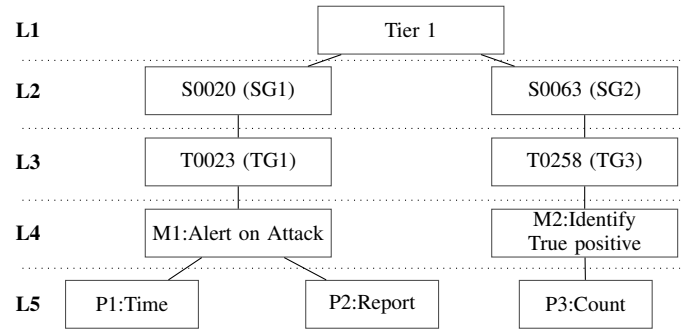 L1 Tier 1
L2 S0020 (SG1) S0063 (SG2)
L3 T0023 (TG1) T0258 (TG3)
L4 M1:Alert on Attack M2:Identify
True positive
L5 P1:Time P2:Report P3:Count